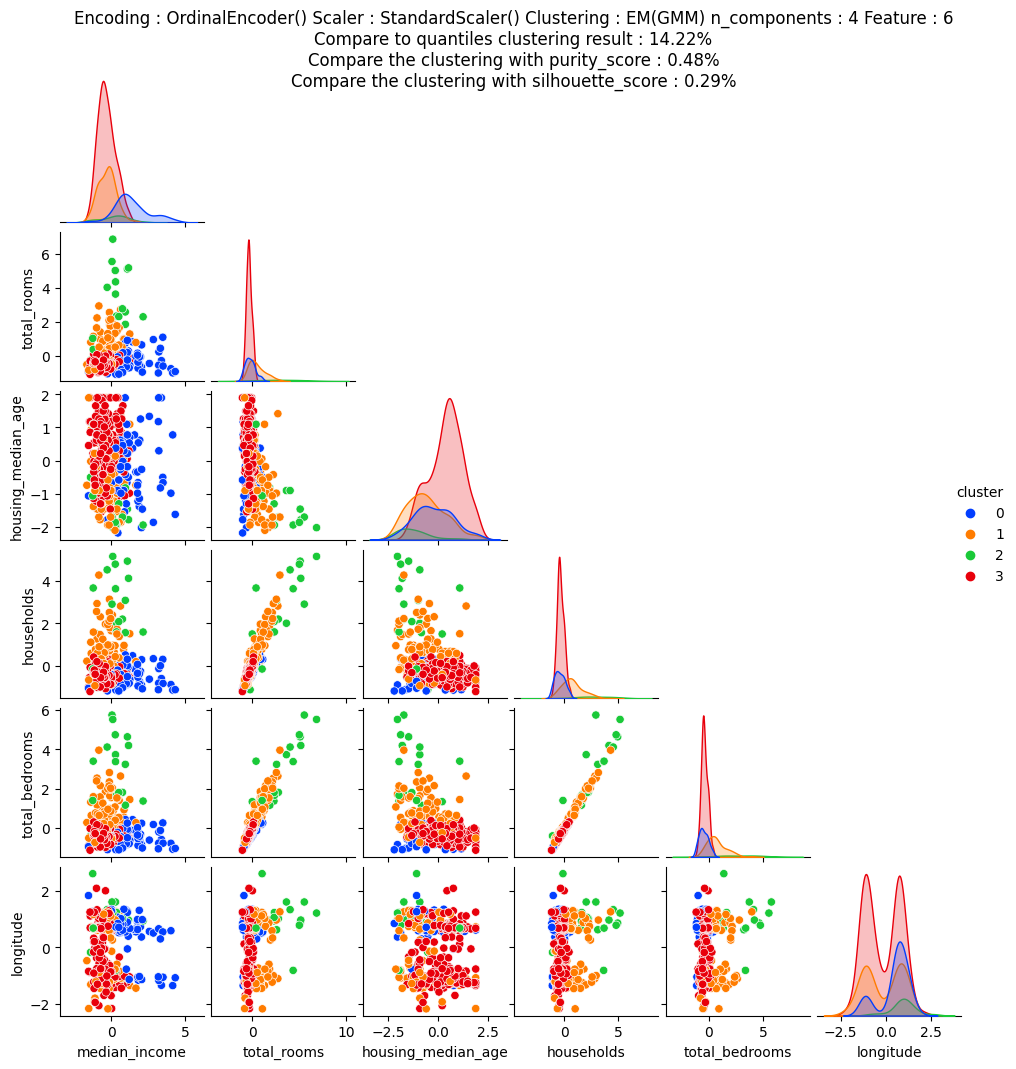 Encoding : OrdinalEncoder() Scaler : StandardScaler() Clustering : EM(GMM) n_components : 4 Feature : 6
Compare to quantiles clustering result : 14.22%
Compare the clustering with purity_score : 0.48%
Compare the clustering with silhouette_score : 0.29%
total_rooms
6
4
2
0
housing_median_age
2
1
0
−1
−2
households
4
2
0
total_bedrooms
6
4
2
0
longitude
2
0
−2
0
5
median_income
0
10
total_rooms
−2.5
0.0
2.5
housing_median_age
0
5
households
0
5
total_bedrooms
−2.5
0.0
2.5
longitude
cluster
0
1
2
3